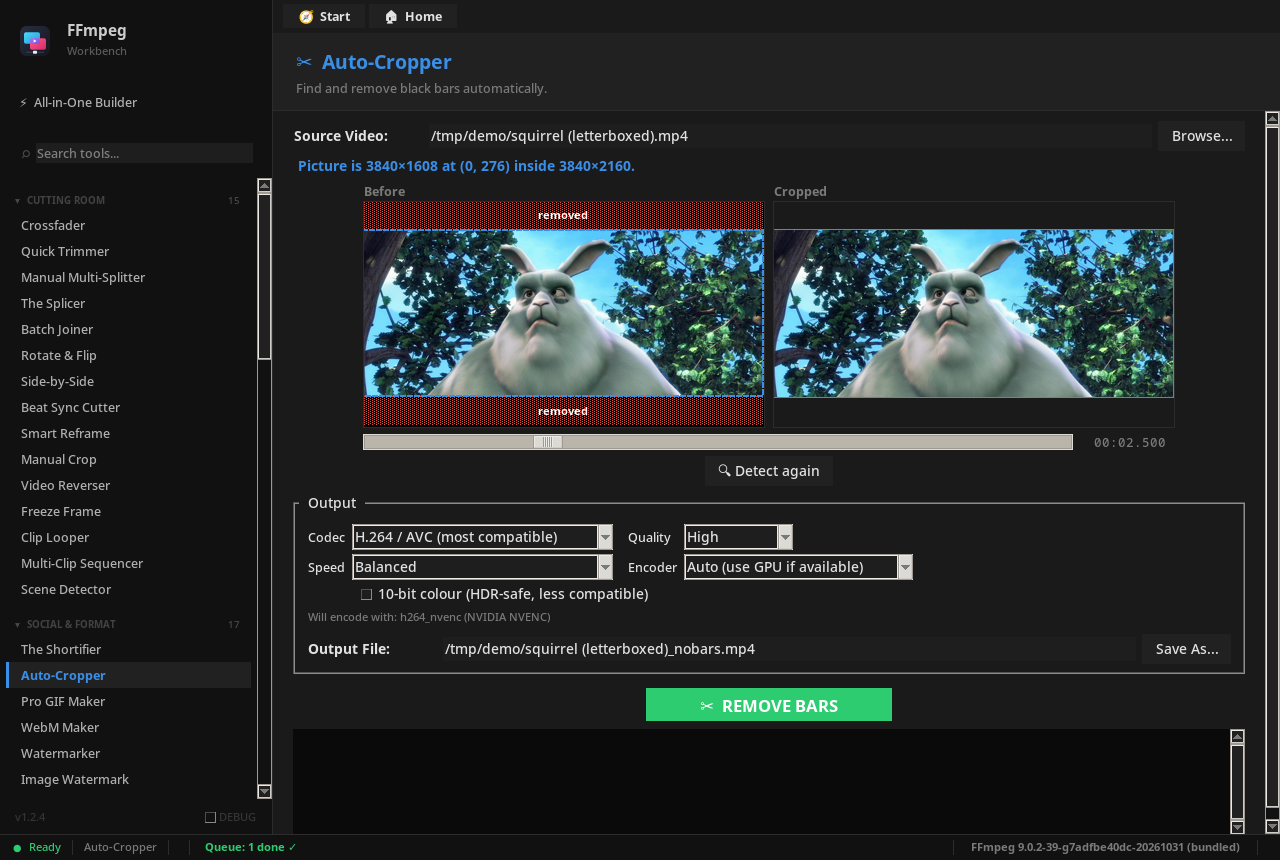 FFmpeg
Workbench
⚡ All-in-One Builder
Search tools...
▾ CUTTING ROOM 15
Crossfader
Quick Trimmer
Manual Multi-Splitter
The Splicer
Batch Joiner
Rotate & Flip
Side-by-Side
Beat Sync Cutter
Smart Reframe
Manual Crop
Video Reverser
Freeze Frame
Clip Looper
Multi-Clip Sequencer
Scene Detector
▾ SOCIAL & FORMAT 17
The Shortifier
Auto-Cropper
Pro GIF Maker
WebM Maker
Watermarker
Image Watermark
v1.2.4 DEBUG
🧭 Start 🏠 Home
✂ Auto-Cropper
Find and remove black bars automatically.
Source Video: /tmp/demo/squirrel (letterboxed).mp4 Browse...
Picture is 3840×1608 at (0, 276) inside 3840×2160.
Before Cropped
removed
removed
00:02.500
🔍 Detect again
Output
Codec H.264 / AVC (most compatible) Quality High
Speed Balanced Encoder Auto (use GPU if available)
10-bit colour (HDR-safe, less compatible)
Will encode with: h264_nvenc (NVIDIA NVENC)
Output File: /tmp/demo/squirrel (letterboxed)_nobars.mp4 Save As...
✂ REMOVE BARS
● Ready Auto-Cropper Queue: 1 done ✓ FFmpeg 9.0.2-39-g7adfbe40dc-20261031 (bundled)